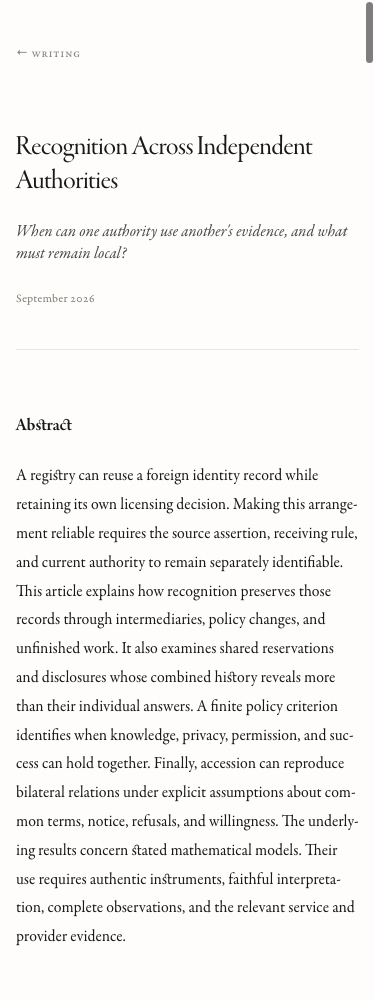 ← WRITING
Recognition Across Independent
Authorities
When can one authority use another's evidence, and what
must remain local?
September 2026
Abstract
A registry can reuse a foreign identity record while
retaining its own licensing decision. Making this arrange-
ment reliable requires the source assertion, receiving rule,
and current authority to remain separately identifiable.
This article explains how recognition preserves those
records through intermediaries, policy changes, and
unfinished work. It also examines shared reservations
and disclosures whose combined history reveals more
than their individual answers. A finite policy criterion
identifies when knowledge, privacy, permission, and suc-
cess can hold together. Finally, accession can reproduce
bilateral relations under explicit assumptions about com-
mon terms, notice, refusals, and willingness. The underly-
ing results concern stated mathematical models. Their
use requires authentic instruments, faithful interpreta-
tion, complete observations, and the relevant service and
provider evidence.